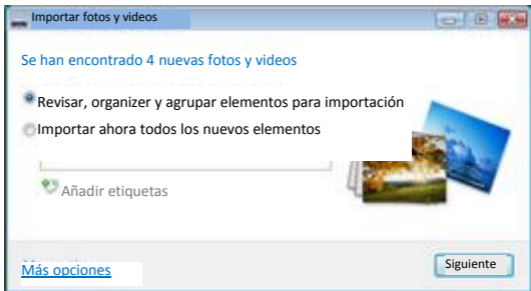 Importar fotos y videos
Se han encontrado 4 nuevas fotos y videos
Revisar, organizer y agrupar elementos para importación
Importar ahora todos los nuevos elementos
Añadir etiquetas
Más opciones
Siguiente